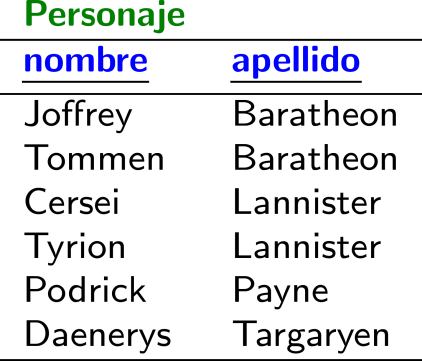 Personaje
nombre apellido
Joffrey Baratheon
Tommen Baratheon
Cersei Lannister
Tyrion Lannister
Podrick Payne
Daenerys Targaryen